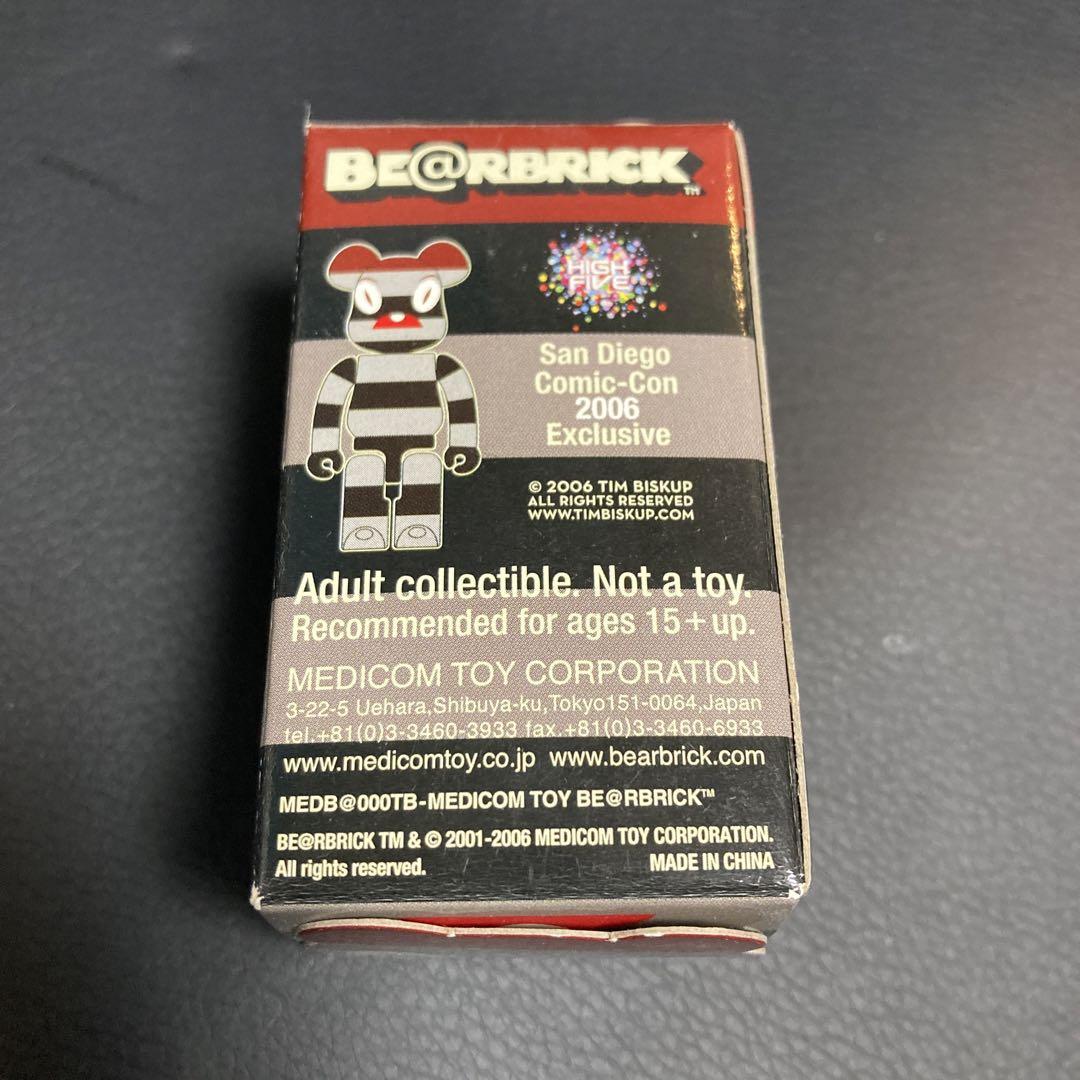 BE@RBRICK TM
HIGH
FIVE
San Diego
Comic-Con
2006
Exclusive
© 2006 TIM BISKUP
ALL RIGHTS RESERVED
WWW.TIMBISKUP.COM
Adult collectible. Not a toy.
Recommended for ages 15+up.
MEDICOM TOY CORPORATION
3-22-5 Uehara,Shibuya-ku,Tokyo151-0064,Japan
tel.+81(0)3-3460-3933 fax.+81(0)3-3460-6933
www.medicomtoy.co.jp www.bearbrick.com
MEDB@000TB-MEDICOM TOY BE@RBRICK™
BE@RBRICK TM & © 2001-2006 MEDICOM TOY CORPORATION.
All rights reserved. MADE IN CHINA